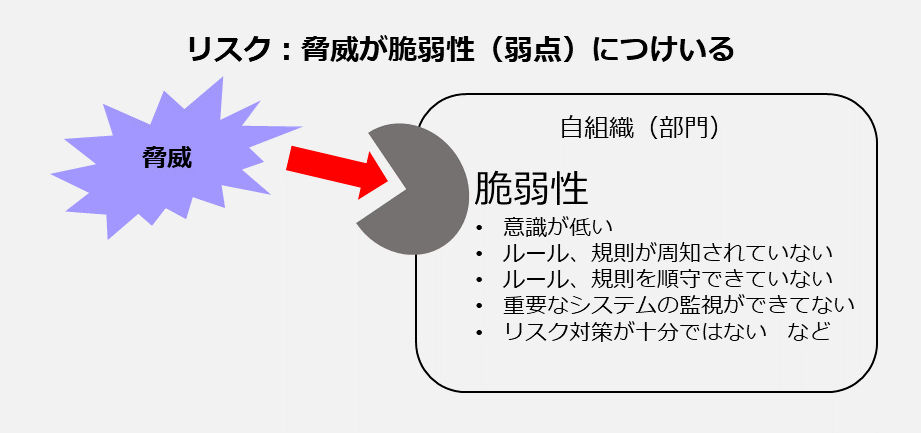 リスク：脅威が脆弱性（弱点）につけいる
脅威
自組織（部門）
脆弱性
• 意識が低い
• ルール、規則が周知されていない
• ルール、規則を順守できていない
• 重要なシステムの監視ができてない
• リスク対策が十分ではない　など